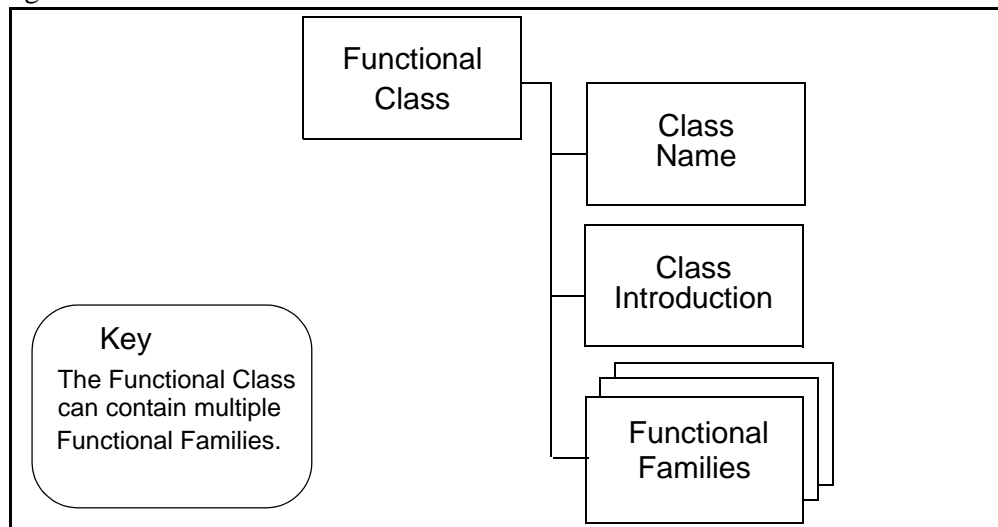 Functional
Class
Class
Name
Class
Introduction
Key
The Functional Class
can contain multiple
Functional Families.
Functional
Families